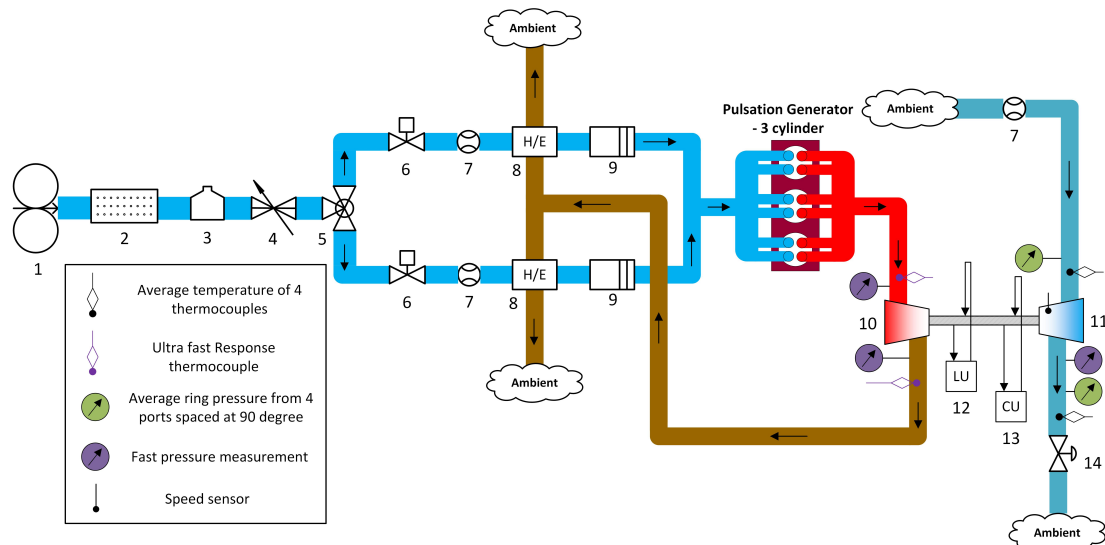 Ambient
Pulsation Generator
- 3 cylinder
Ambient
7
6
7
H/E
8
9
1
2
3
4
5
6
7
H/E
8
9
Average temperature of 4
thermocouples
Ultra fast Response
thermocouple
Average ring pressure from 4
ports spaced at 90 degree
Fast pressure measurement
Speed sensor
Ambient
10
11
LU
12
CU
13
14
Ambient